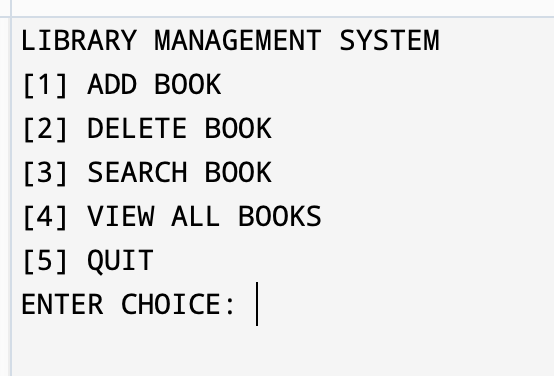 LIBRARY MANAGEMENT SYSTEM
[1] ADD BOOK
[2] DELETE BOOK
[3] SEARCH BOOK
[4] VIEW ALL BOOKS
[5] QUIT
ENTER CHOICE: